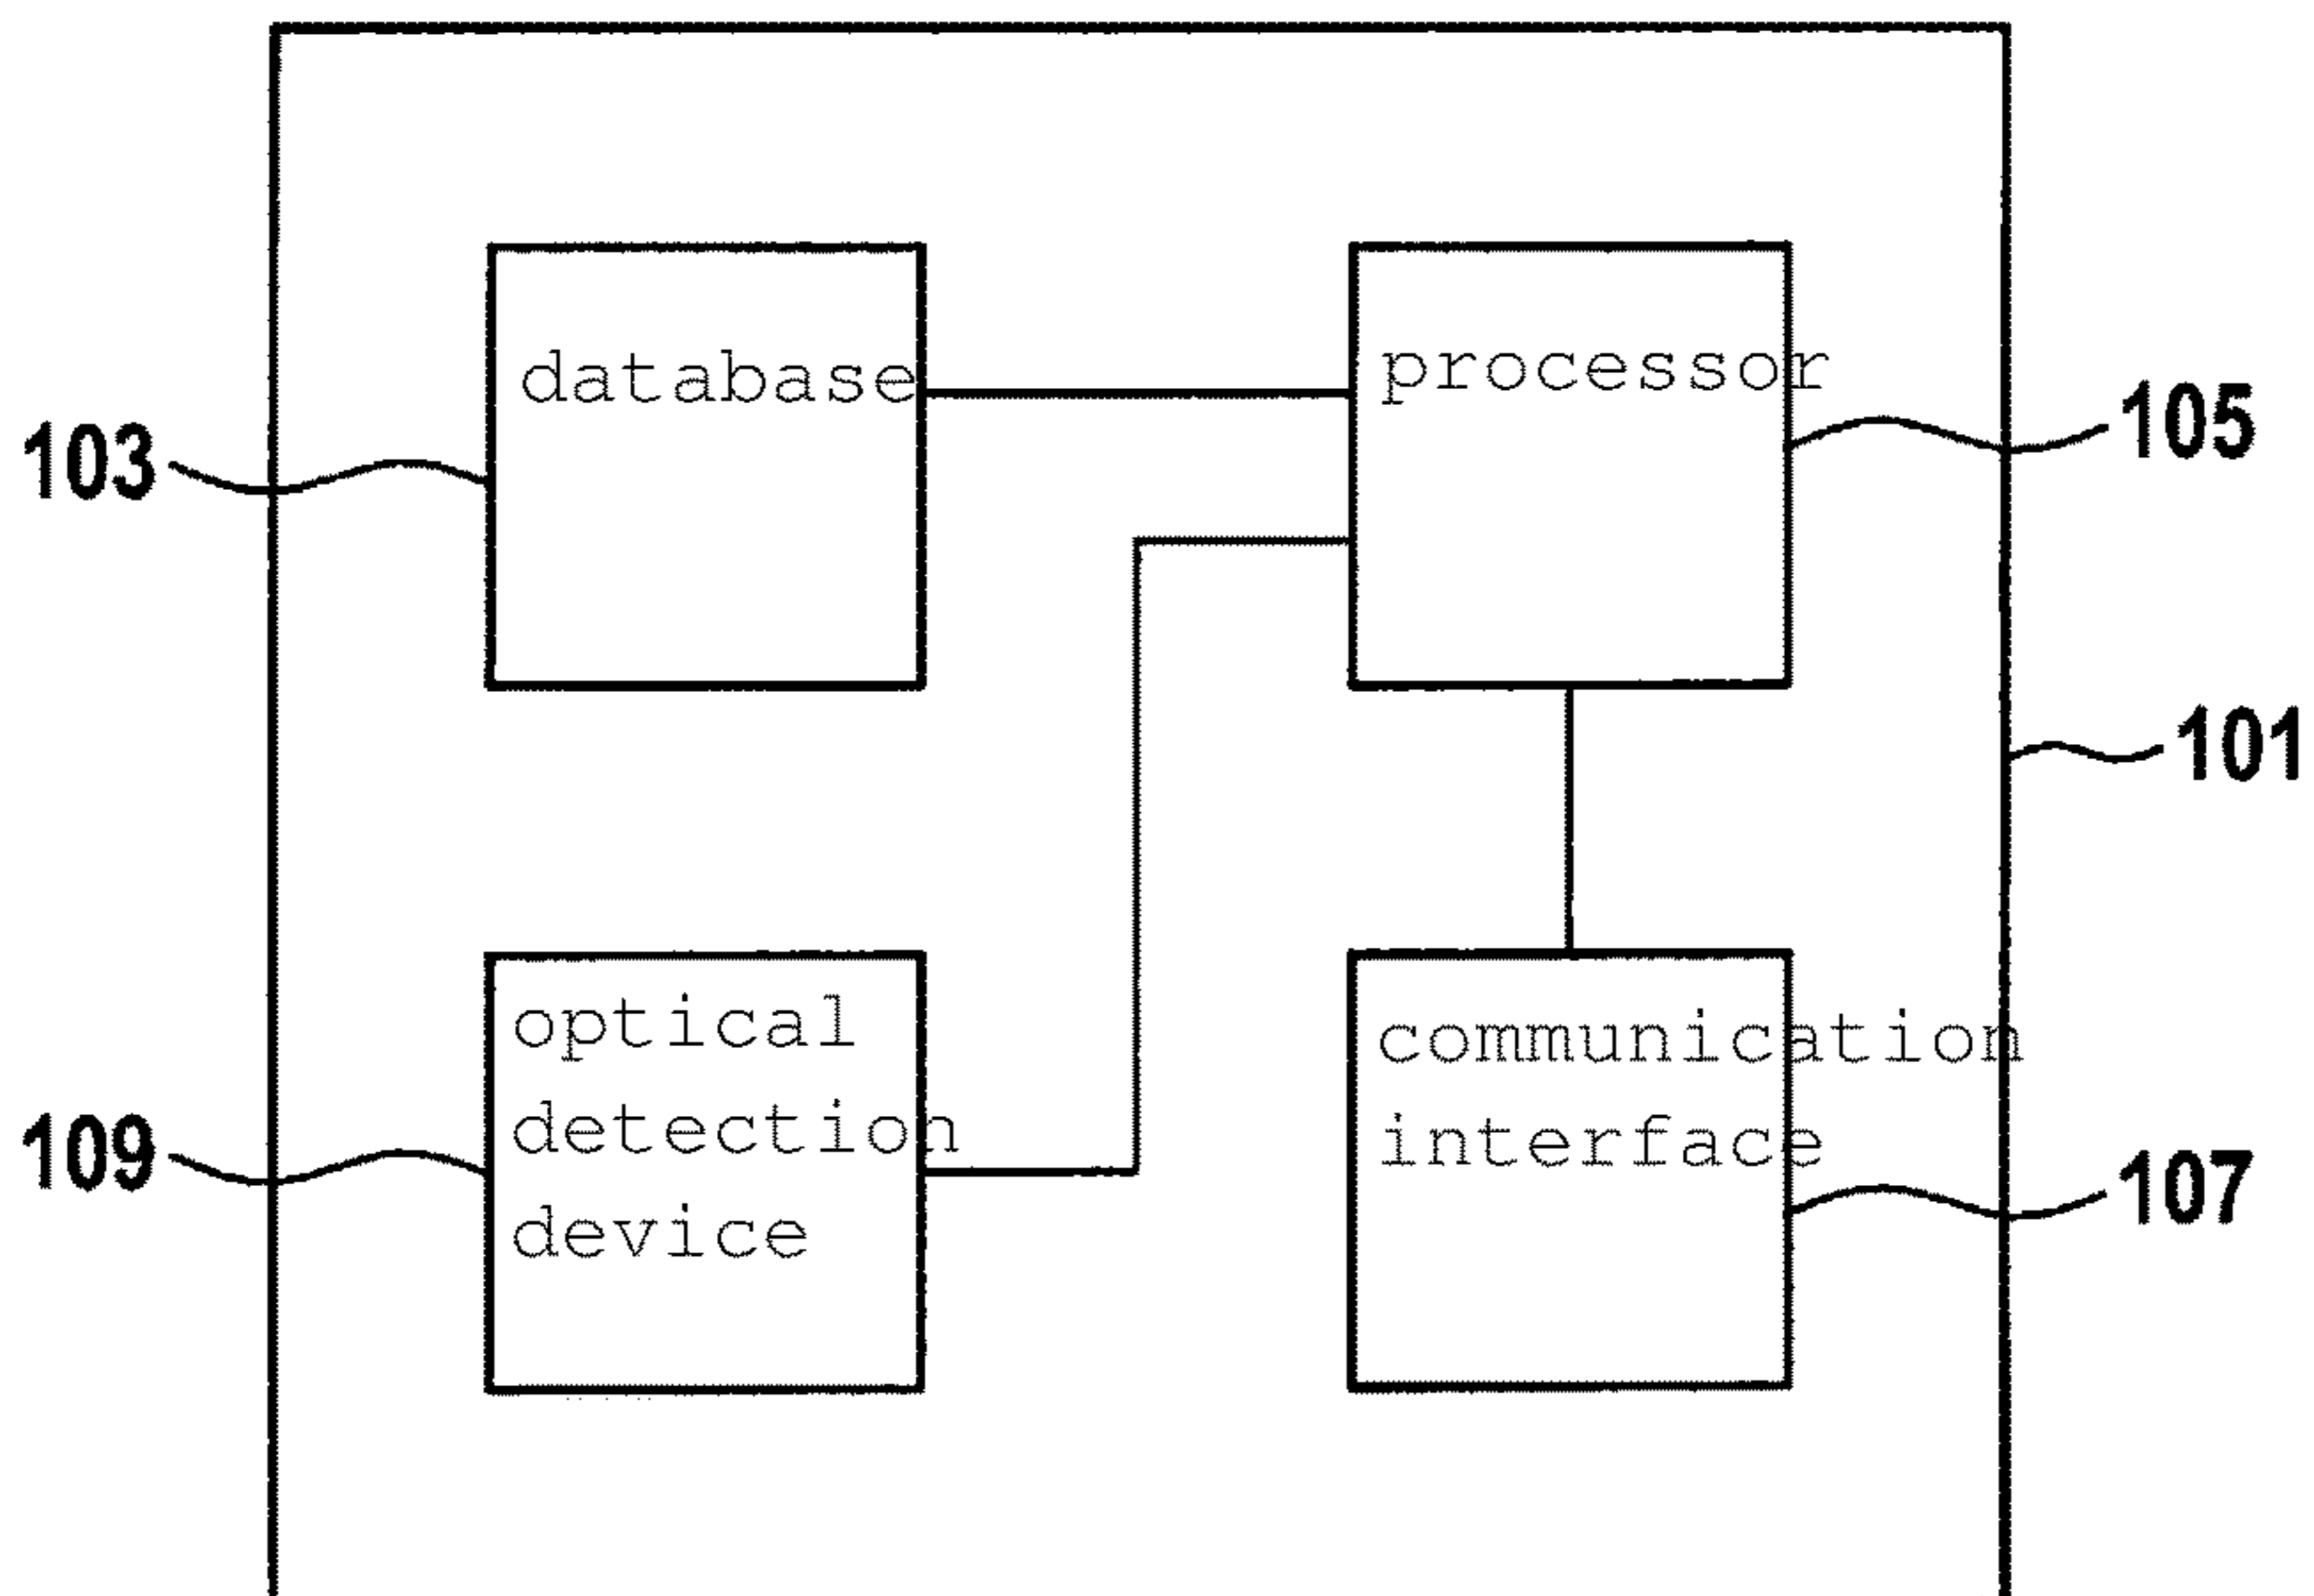 database
processor
103
105
101
optical
detection
device
communication
interface
109
107